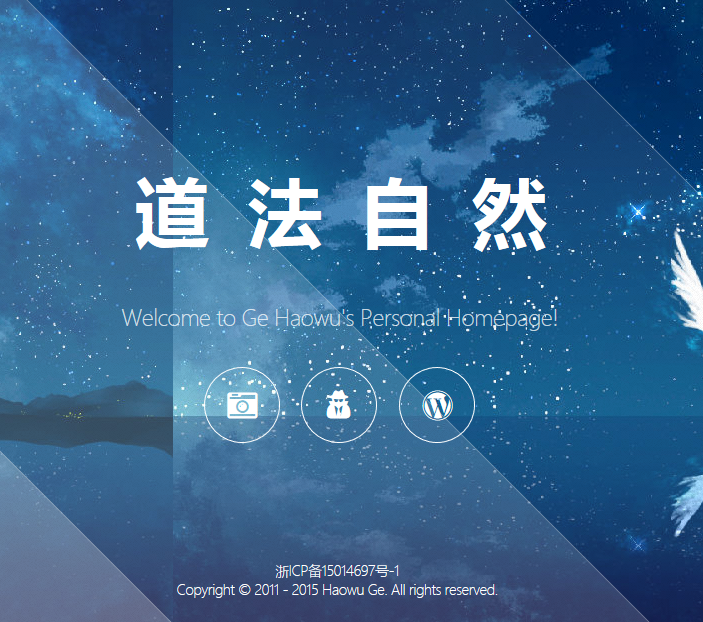 道法自然
Welcome to Ge Haowu's Personal Homepage!
浙ICP备15014697号-1
Copyright © 2011 - 2015 Haowu Ge. All rights reserved.